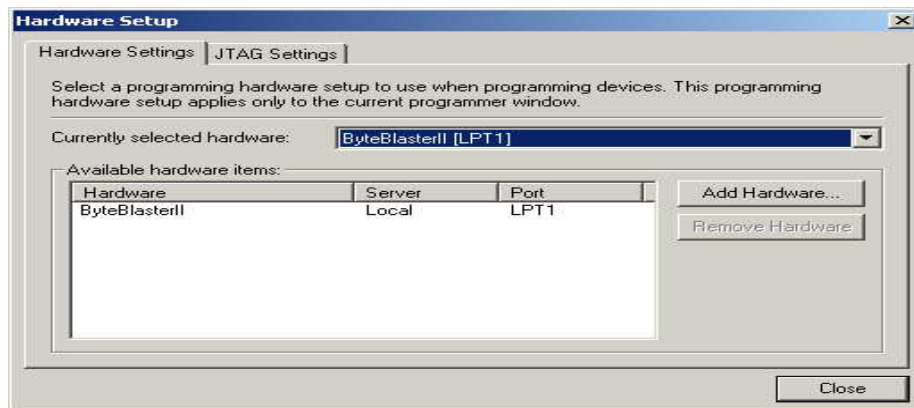 Hardware Setup
Hardware Settings
JTAG Settings
Select a programming hardware setup to use when programming devices. This programming
hardware setup applies only to the current programmer window.
Currently selected hardware:
ByteBlasterII [LPT1]
Available hardware items:
Hardware Server Port
ByteBlasterII Local LPT1
Add Hardware...
Remove Hardware
Close